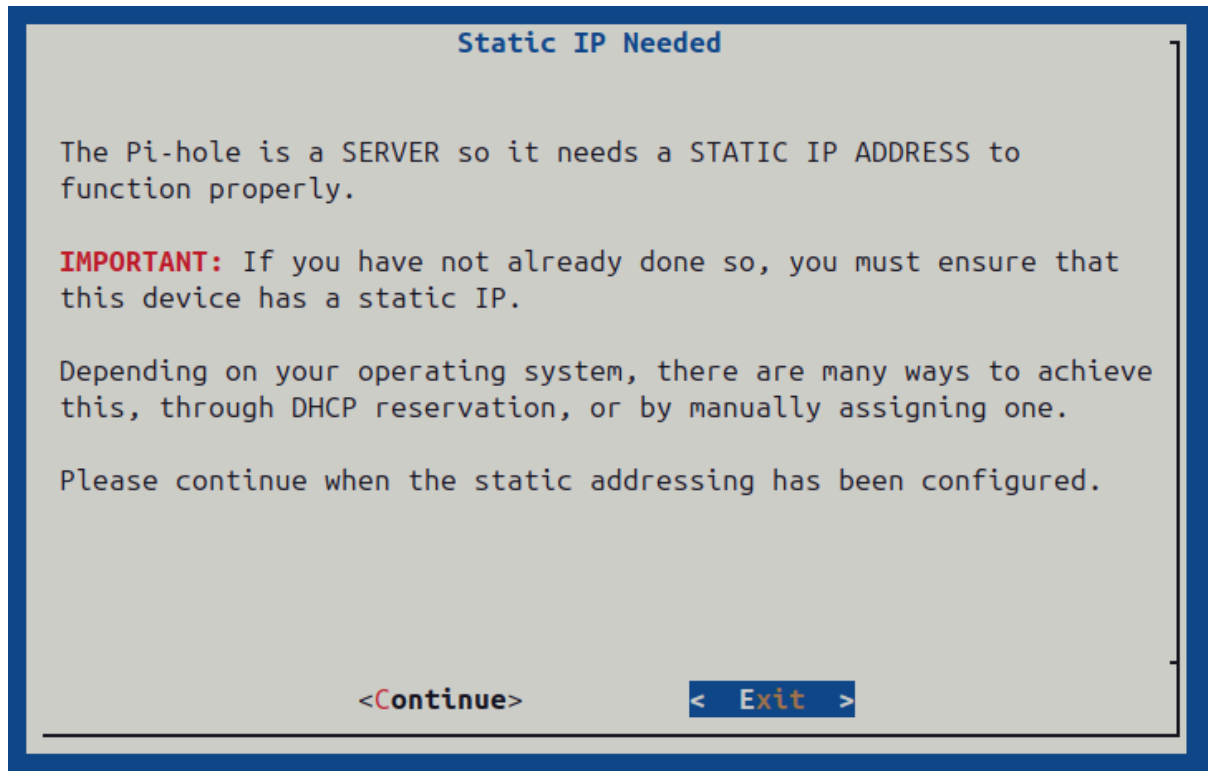 Static IP Needed
The Pi-hole is a SERVER so it needs a STATIC IP ADDRESS to
function properly.
IMPORTANT: If you have not already done so, you must ensure that
this device has a static IP.
Depending on your operating system, there are many ways to achieve
this, through DHCP reservation, or by manually assigning one.
Please continue when the static addressing has been configured.
<Continue> < Exit >